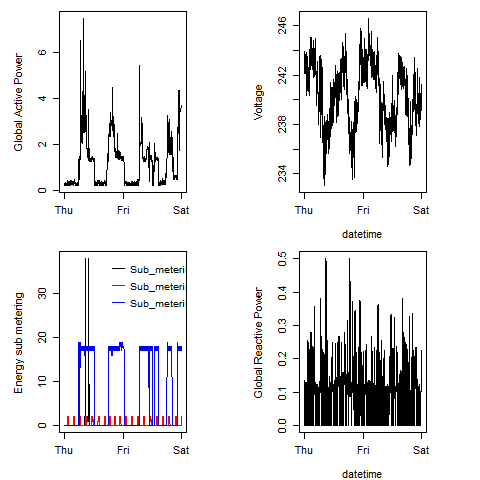 Global Active Power
6
4
2
0
Thu
Fri
Sat
Voltage
246
242
238
234
Thu
Fri
Sat
datetime
Energy sub metering
30
20
10
0
Sub_meteri
Sub_meteri
Sub_meteri
Thu
Fri
Sat
Global Reactive Power
0.5
0.4
0.3
0.2
0.1
0.0
Thu
Fri
Sat
datetime